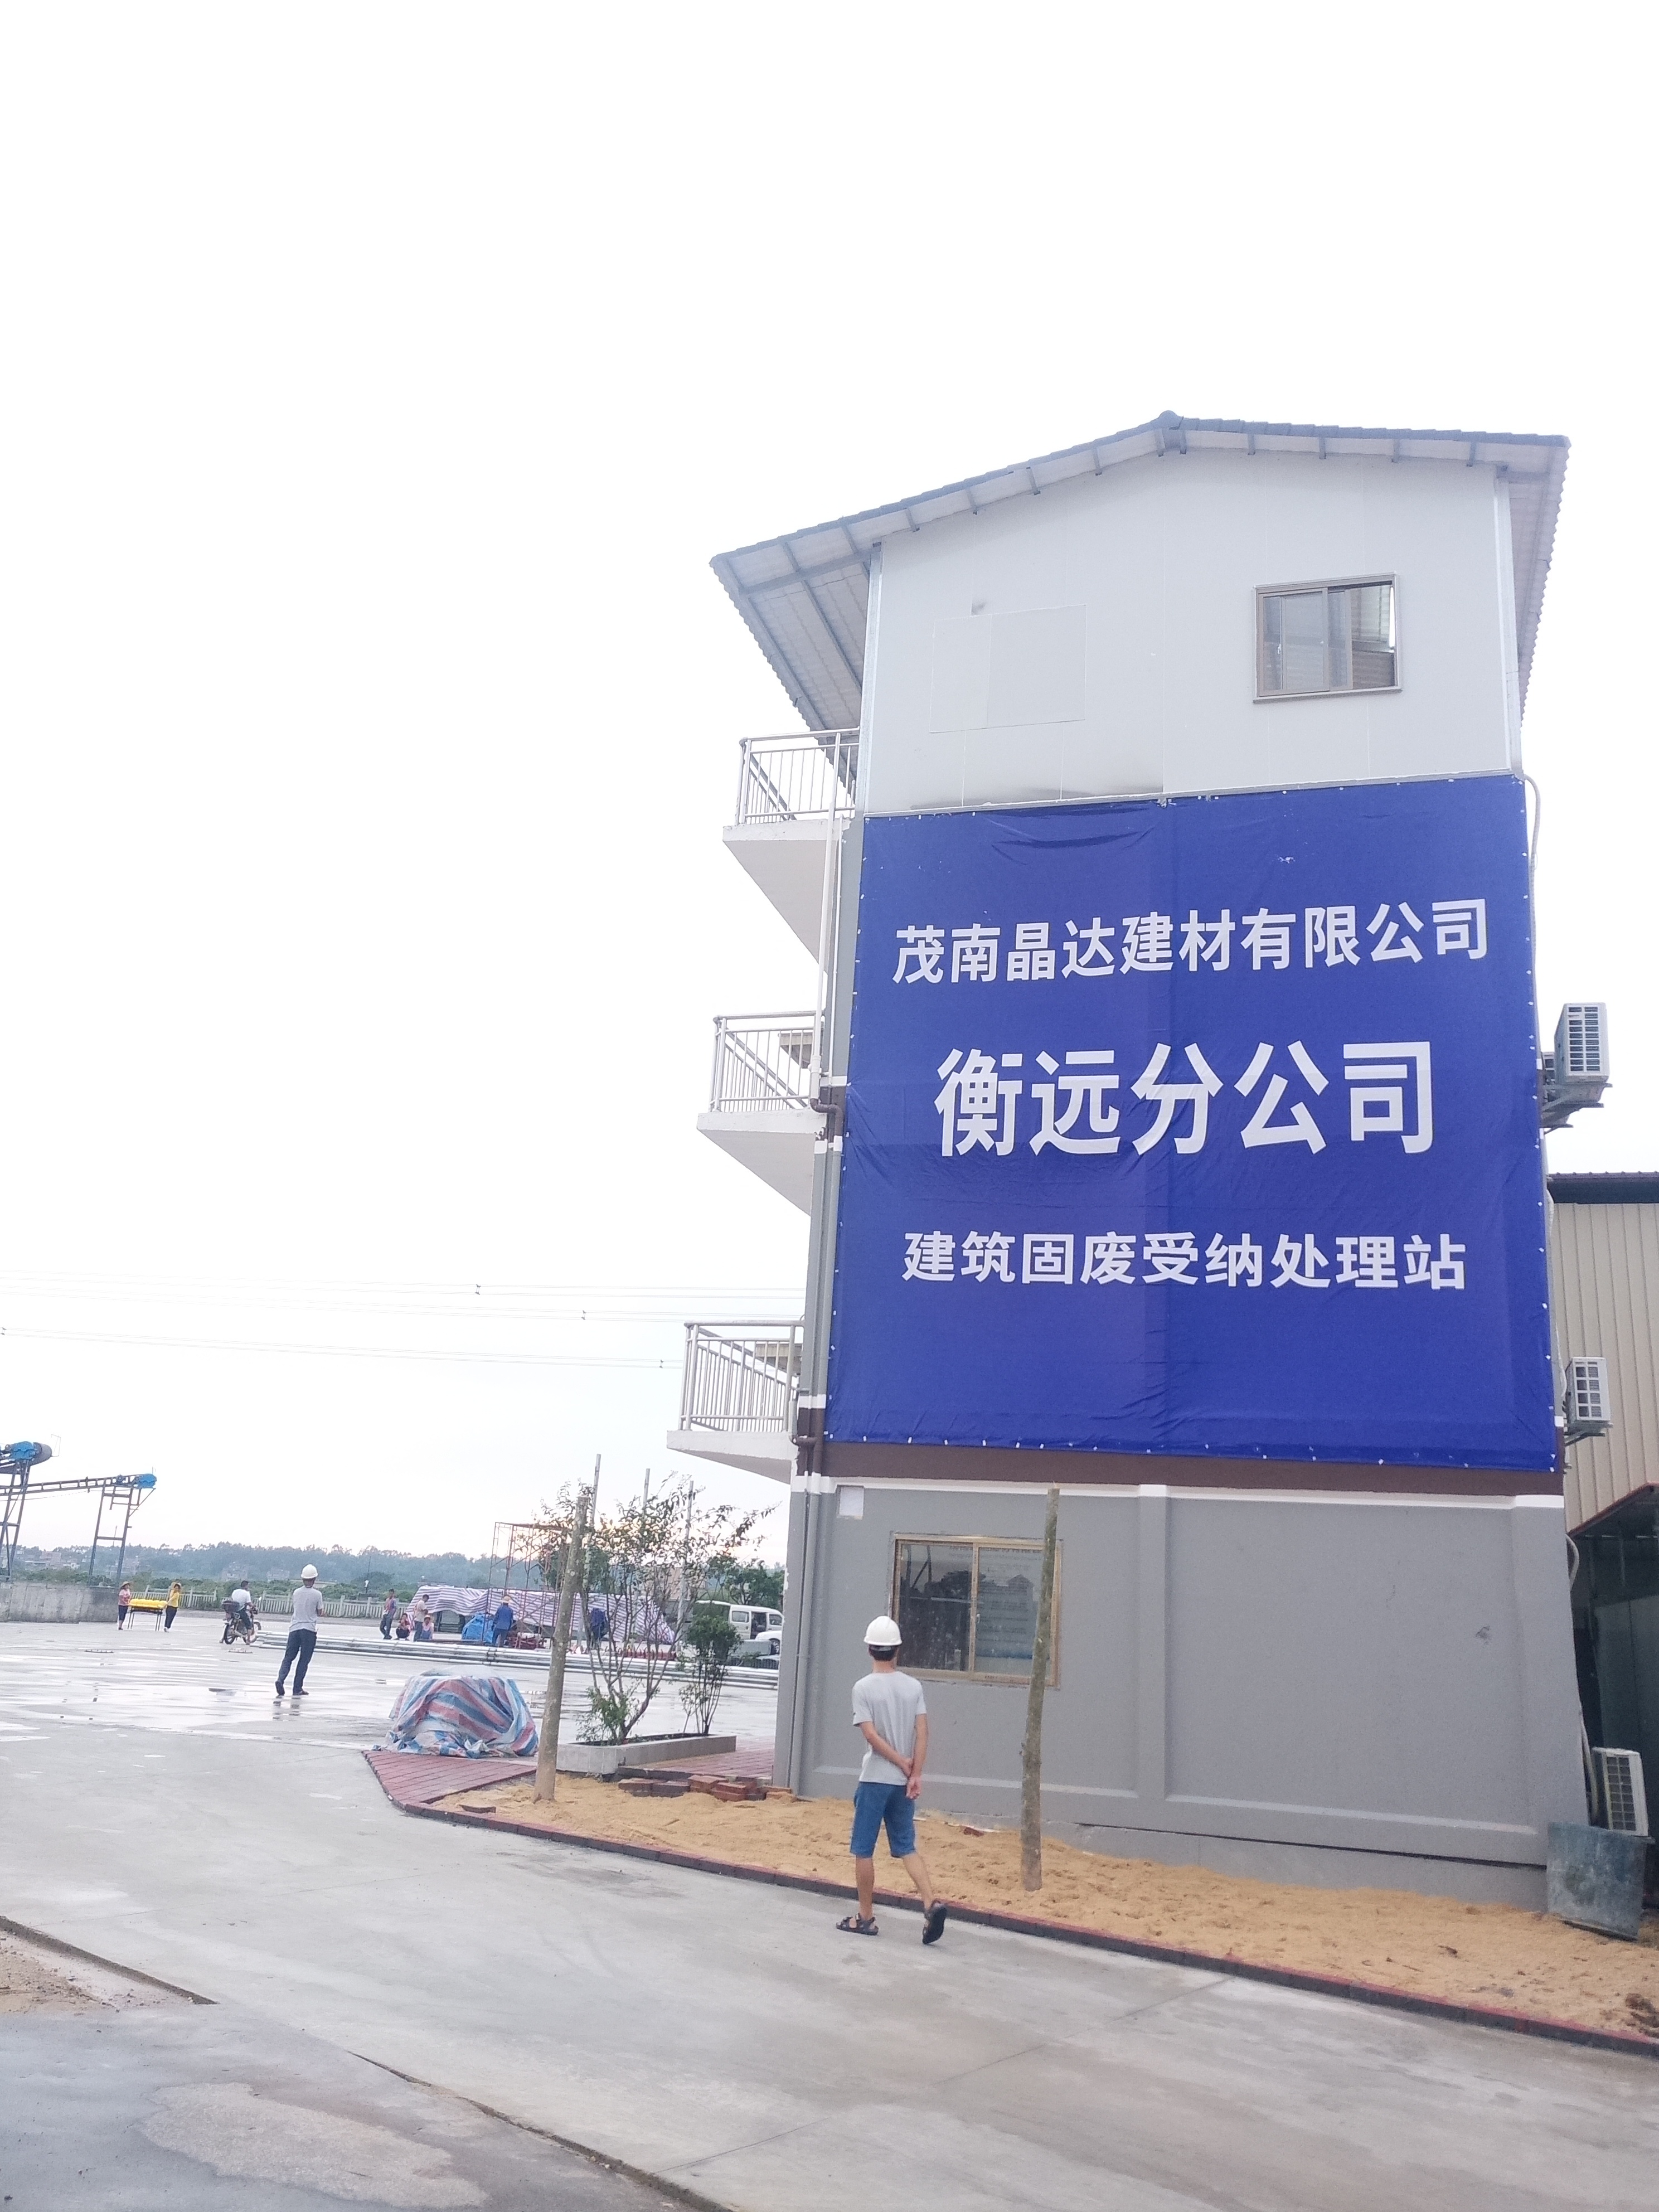 茂南晶达建材有限公司
衡远分公司
建筑固废受纳处理站